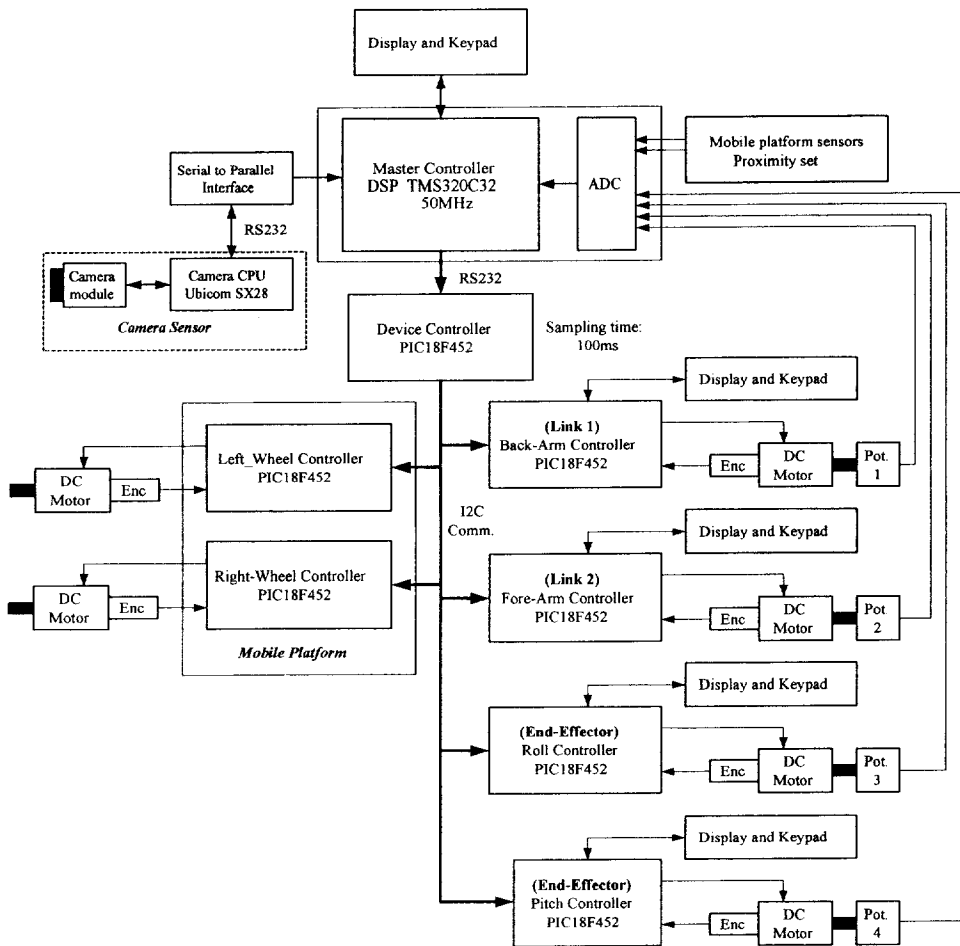 Display and Keypad
Master Controller
DSP TMS320C32
50MHz
ADC
Mobile platform sensors
Proximity set
Serial to Parallel
Interface
RS232
Camera
module
Camera CPU
Ubicom SX28
Camera Sensor
RS232
Device Controller
PIC18F452
Sampling time:
100ms
Display and Keypad
(Link 1)
Back-Arm Controller
PIC18F452
Enc
DC
Motor
Pot.
1
Left_Wheel Controller
PIC18F452
DC
Motor
Enc
I2C
Comm.
Display and Keypad
(Link 2)
Fore-Arm Controller
PIC18F452
Enc
DC
Motor
Pot.
2
Right-Wheel Controller
PIC18F452
DC
Motor
Enc
Mobile Platform
Display and Keypad
(End-Effector)
Roll Controller
PIC18F452
Enc
DC
Motor
Pot.
3
Display and Keypad
(End-Effector)
Pitch Controller
PIC18F452
Enc
DC
Motor
Pot.
4